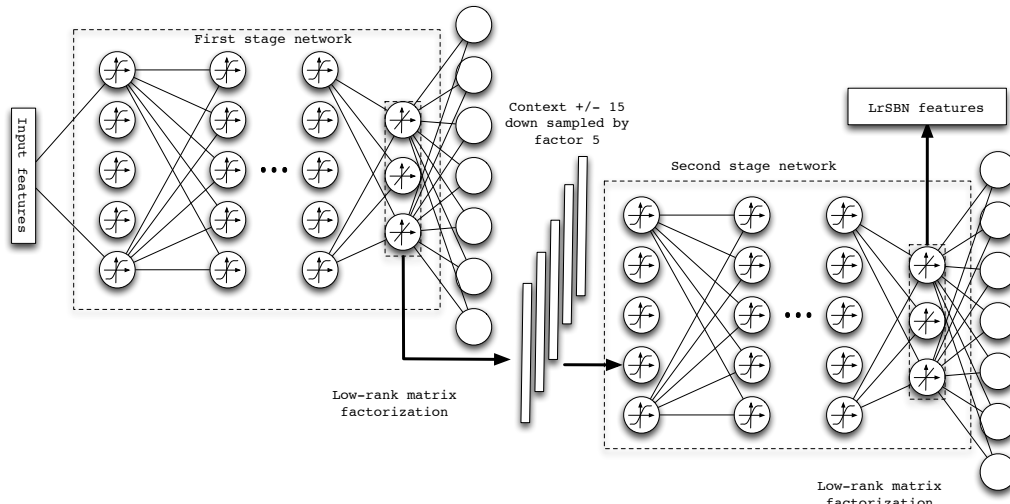 First stage network
Input features
Context +/- 15
down sampled by
factor 5
LrSBN features
Second stage network
Low-rank matrix
factorization
Low-rank matrix
factorization